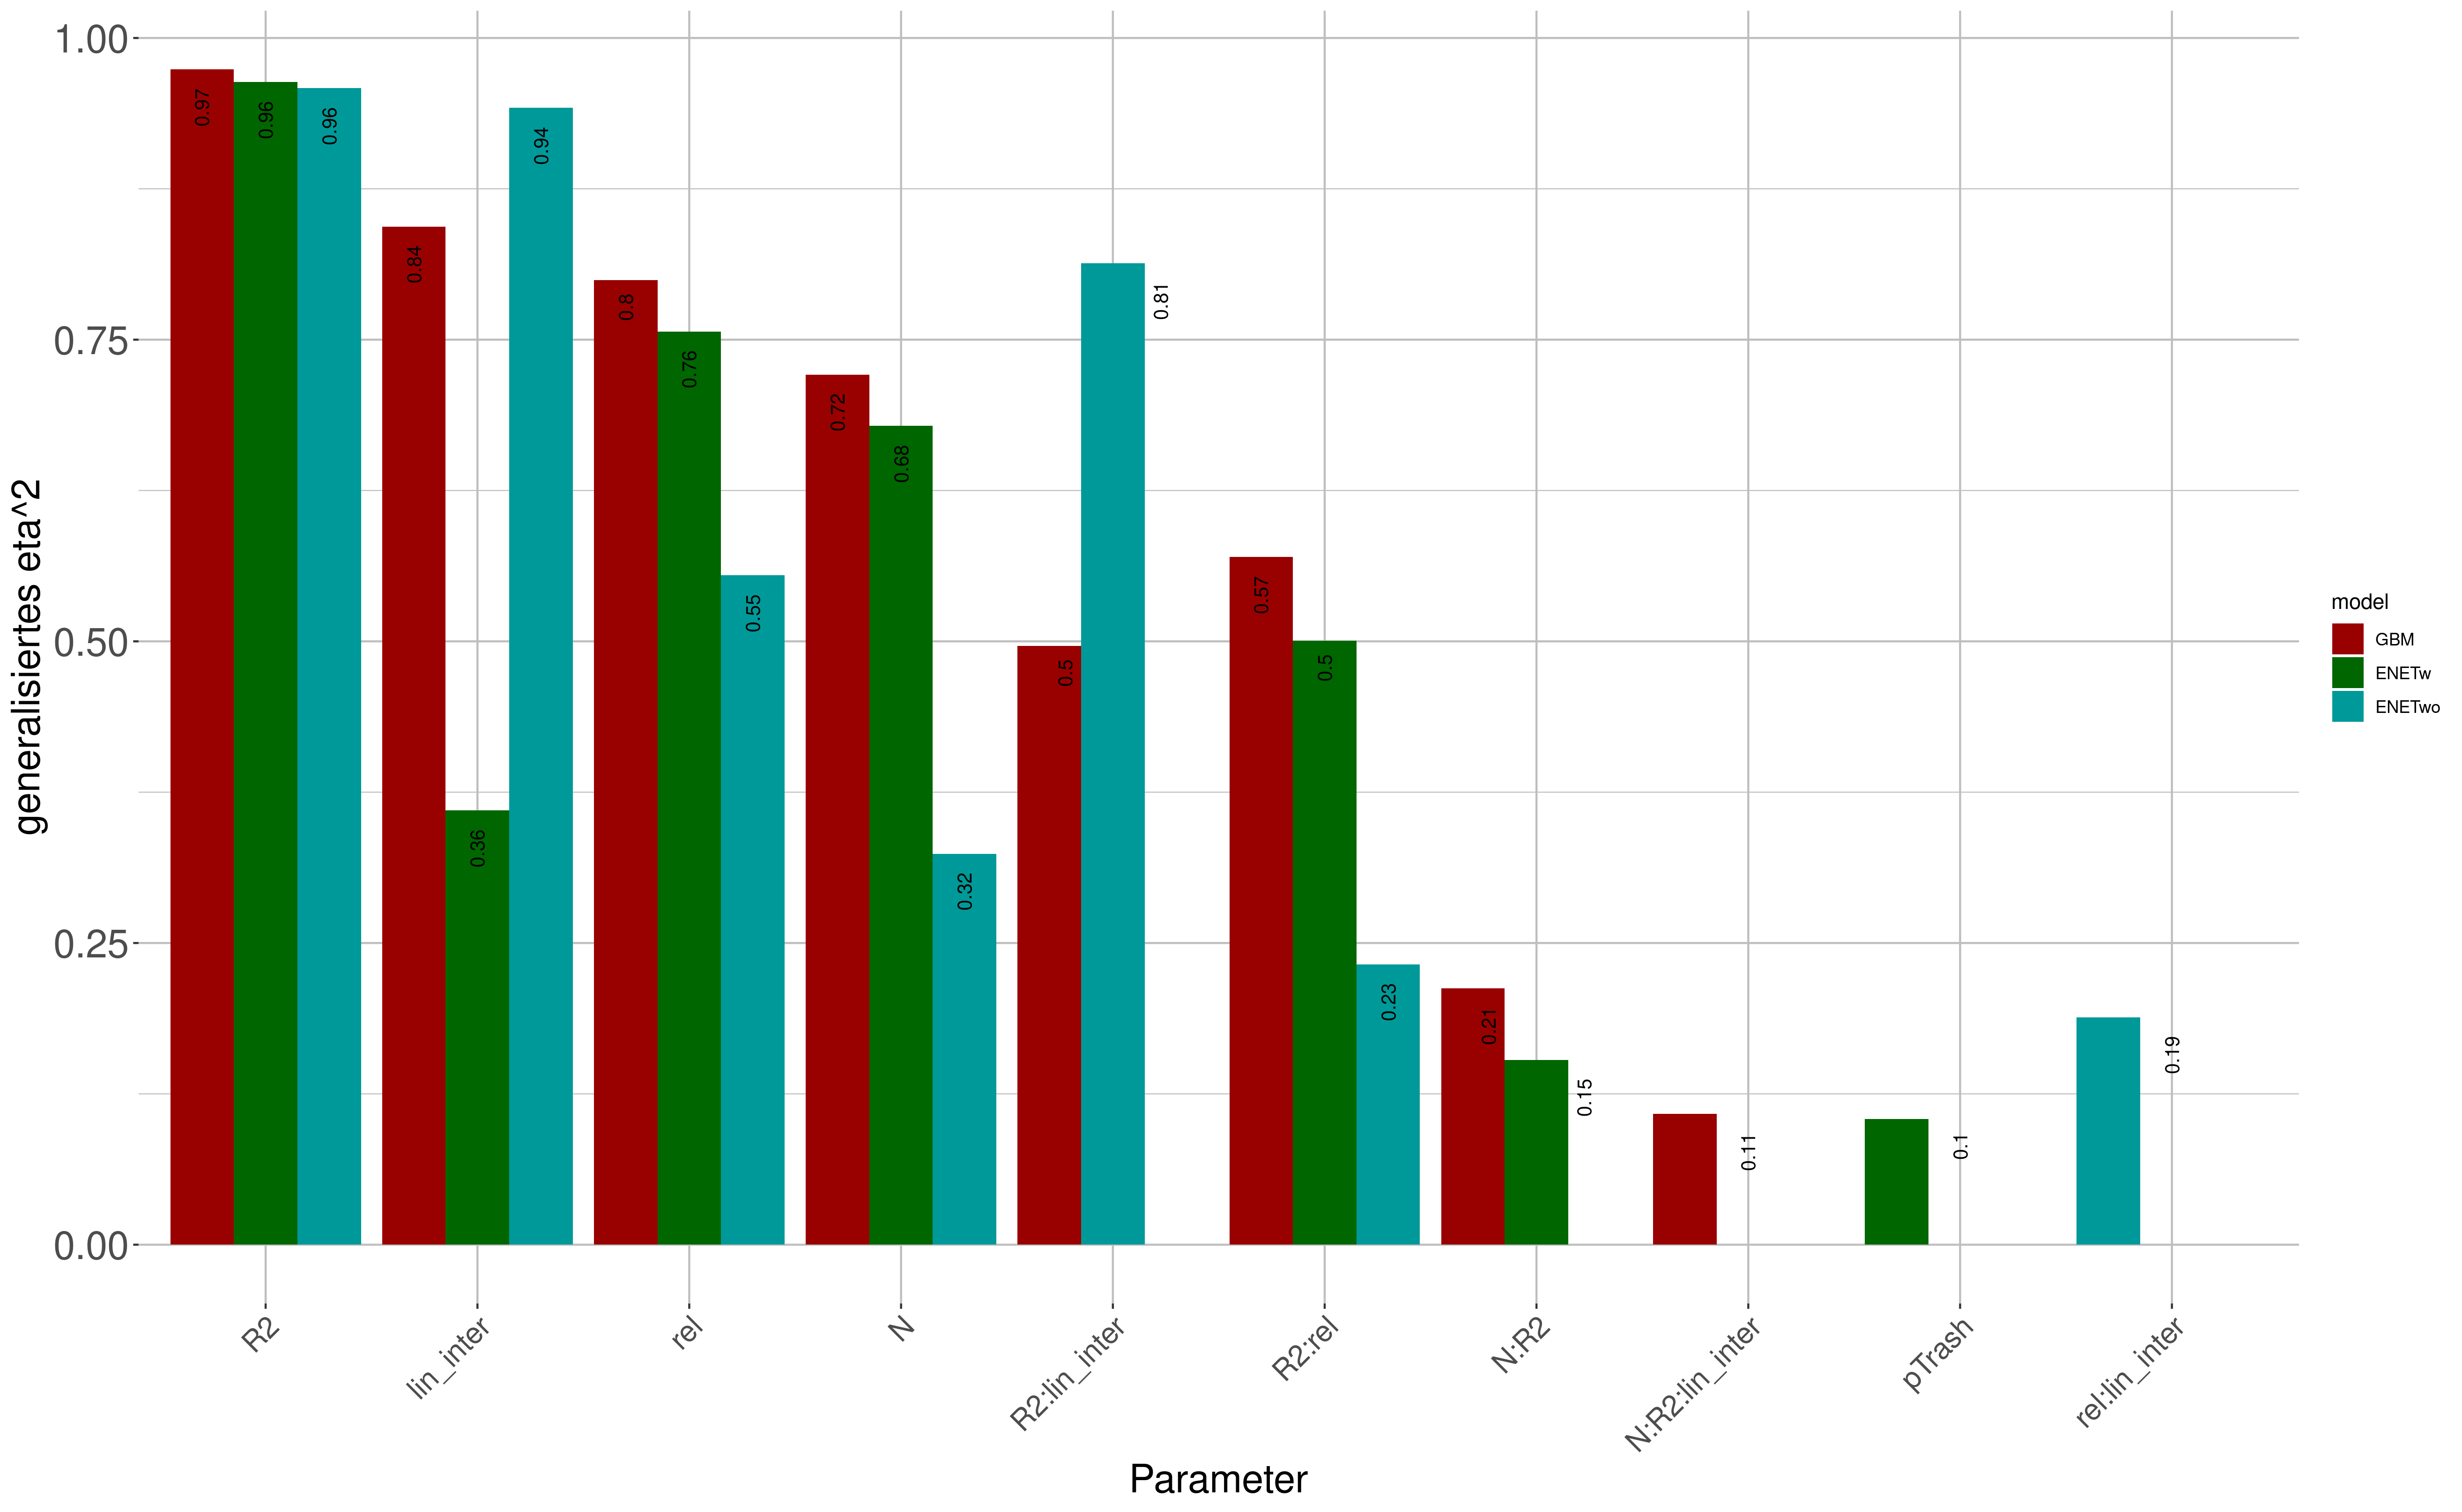 generalisiertes eta^2
1.00
0.75
0.50
0.25
0.00
0.97
0.96
0.96
0.84
0.36
0.94
0.8
0.76
0.55
0.72
0.68
0.32
0.5
0.81
0.57
0.5
0.23
0.21
0.15
0.11
0.1
0.19
R2
lin_inter
rel
N
R2:lin_inter
R2:rel
N:R2
N:R2:lin_inter
pTrash
rel:lin_inter
Parameter
model
GBM
ENETw
ENETwo